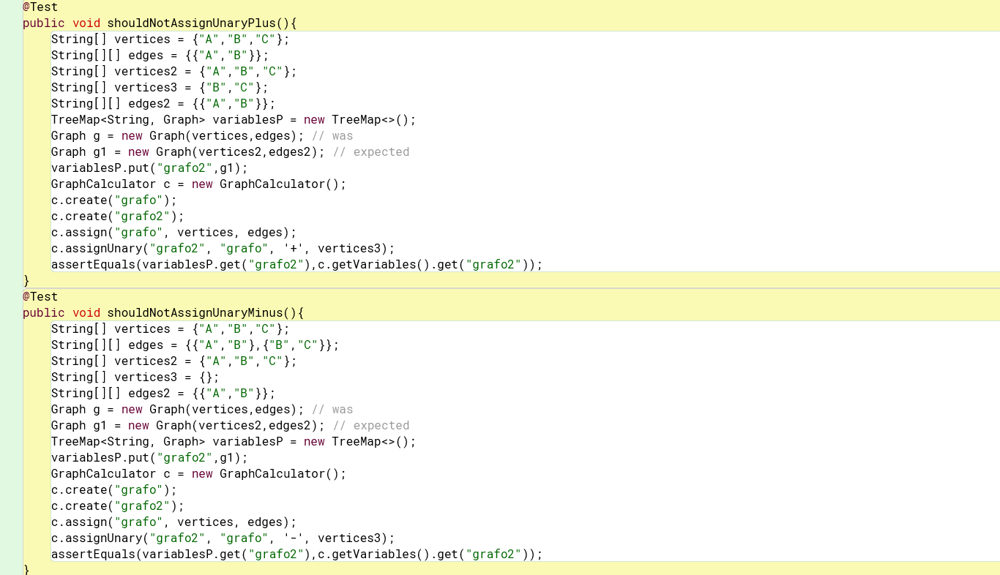 @Test
public void shouldNotAssignUnaryPlus(){
String[] vertices = {"A","B","C"};
String[][] edges = {{"A","B"}};
String[] vertices2 = {"A","B","C"};
String[] vertices3 = {"B","C"};
String[][] edges2 = {{"A","B"}};
TreeMap<String, Graph> variablesP = new TreeMap<>();
Graph g = new Graph(vertices,edges); // was
Graph g1 = new Graph(vertices2,edges2); // expected
variablesP.put("grafo2",g1);
GraphCalculator c = new GraphCalculator();
c.create("grafo");
c.create("grafo2");
c.assign("grafo", vertices, edges);
c.assignUnary("grafo2", "grafo", '+', vertices3);
assertEquals(variablesP.get("grafo2"),c.getVariables().get("grafo2"));
}
@Test
public void shouldNotAssignUnaryMinus(){
String[] vertices = {"A","B","C"};
String[][] edges = {{"A","B"},{"B","C"}};
String[] vertices2 = {"A","B","C"};
String[] vertices3 = {};
String[][] edges2 = {{"A","B"}};
Graph g = new Graph(vertices,edges); // was
Graph g1 = new Graph(vertices2,edges2); // expected
TreeMap<String, Graph> variablesP = new TreeMap<>();
variablesP.put("grafo2",g1);
GraphCalculator c = new GraphCalculator();
c.create("grafo");
c.create("grafo2");
c.assign("grafo", vertices, edges);
c.assignUnary("grafo2", "grafo", '-', vertices3);
assertEquals(variablesP.get("grafo2"),c.getVariables().get("grafo2"));
}